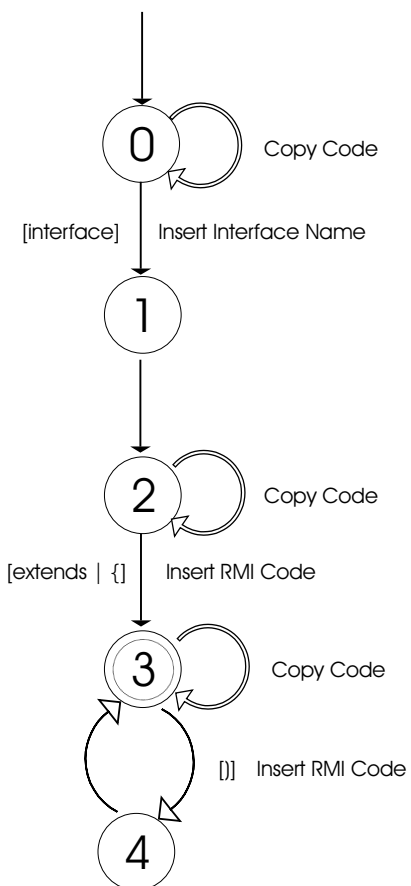 0
Copy Code
[interface] Insert Interface Name
1
2
Copy Code
[extends | {] Insert RMI Code
3
Copy Code
[)] Insert RMI Code
4